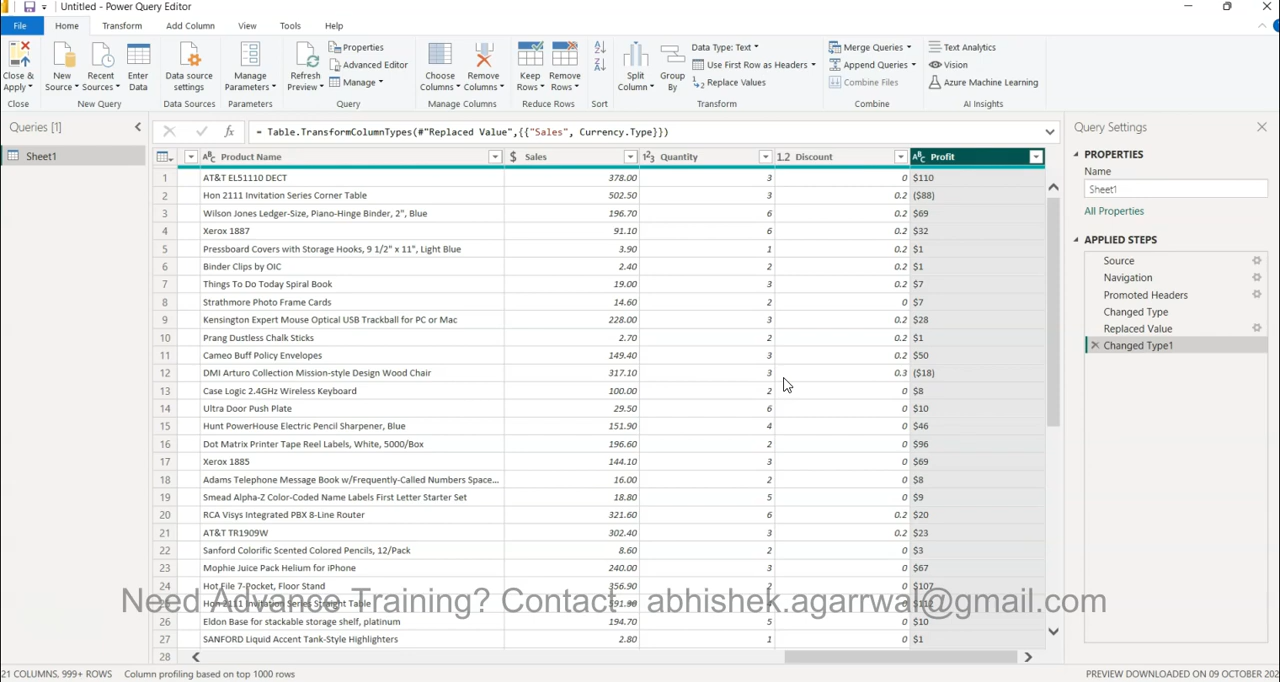 Untitled - Power Query Editor
File Home Transform Add Column View Tools Help
Close & Apply New Source Recent Sources Enter Data Data source settings Manage Parameters Refresh Preview Properties Advanced Editor Manage Choose Columns Remove Columns Keep Rows Remove Rows Split Column Group By Data Type: Text Use First Row as Headers Replace Values Merge Queries Append Queries Combine Files Text Analytics Vision Azure Machine Learning
Close New Query Data Sources Parameters Query Manage Columns Reduce Rows Sort Transform Combine AI Insights
Queries [1]
Sheet1
= Table.TransformColumnTypes(#"Replaced Value",{{"Sales", Currency.Type}})
Product Name $ Sales 123 Quantity 1.2 Discount ABC Profit
1 AT&T EL51110 DECT 378.00 3 0 $110
2 Hon 2111 Invitation Series Corner Table 502.50 3 0.2 ($88)
3 Wilson Jones Ledger-Size, Piano-Hinge Binder, 2", Blue 196.70 6 0.2 $69
4 Xerox 1887 91.10 6 0.2 $32
5 Pressboard Covers with Storage Hooks, 9 1/2" x 11", Light Blue 3.90 1 0.2 $1
6 Binder Clips by OIC 2.40 2 0.2 $1
7 Things To Do Today Spiral Book 19.00 3 0.2 $7
8 Strathmore Photo Frame Cards 14.60 2 0 $7
9 Kensington Expert Mouse Optical USB Trackball for PC or Mac 228.00 3 0.2 $28
10 Prang Dustless Chalk Sticks 2.70 2 0.2 $1
11 Cameo Buff Policy Envelopes 149.40 3 0.2 $50
12 DMI Arturo Collection Mission-style Design Wood Chair 317.10 3 0.3 ($18)
13 Case Logic 2.4GHz Wireless Keyboard 100.00 2 0 $8
14 Ultra Door Push Plate 29.50 6 0 $10
15 Hunt PowerHouse Electric Pencil Sharpener, Blue 151.90 4 0 $46
16 Dot Matrix Printer Tape Reel Labels, White, 5000/Box 196.60 2 0 $96
17 Xerox 1885 144.10 3 0 $69
18 Adams Telephone Message Book w/Frequently-Called Numbers Space... 16.00 2 0 $8
19 Smead Alpha-Z Color-Coded Name Labels First Letter Starter Set 18.80 5 0 $9
20 RCA Visys Integrated PBX 8-Line Router 321.60 6 0.2 $20
21 AT&T TR1909W 302.40 3 0.2 $23
22 Sanford Colorific Scented Colored Pencils, 12/Pack 8.60 2 0 $3
23 Mophie Juice Pack Helium for iPhone 240.00 3 0 $67
24 Hot File 7-Pocket, Floor Stand 356.90 2 0 $107
25 Hon 2111 Invitation Series Straight Table 591.90 $112
26 Eldon Base for stackable storage shelf, platinum 194.70 5 0 $10
27 SANFORD Liquid Accent Tank-Style Highlighters 2.80 1 0 $1
28
Need Advance Training? Contact - abhishek.agarrwal@gmail.com
Query Settings
PROPERTIES
Name
Sheet1
All Properties
APPLIED STEPS
Source
Navigation
Promoted Headers
Changed Type
Replaced Value
Changed Type1
21 COLUMNS, 999+ ROWS Column profiling based on top 1000 rows PREVIEW DOWNLOADED ON 09 OCTOBER 202